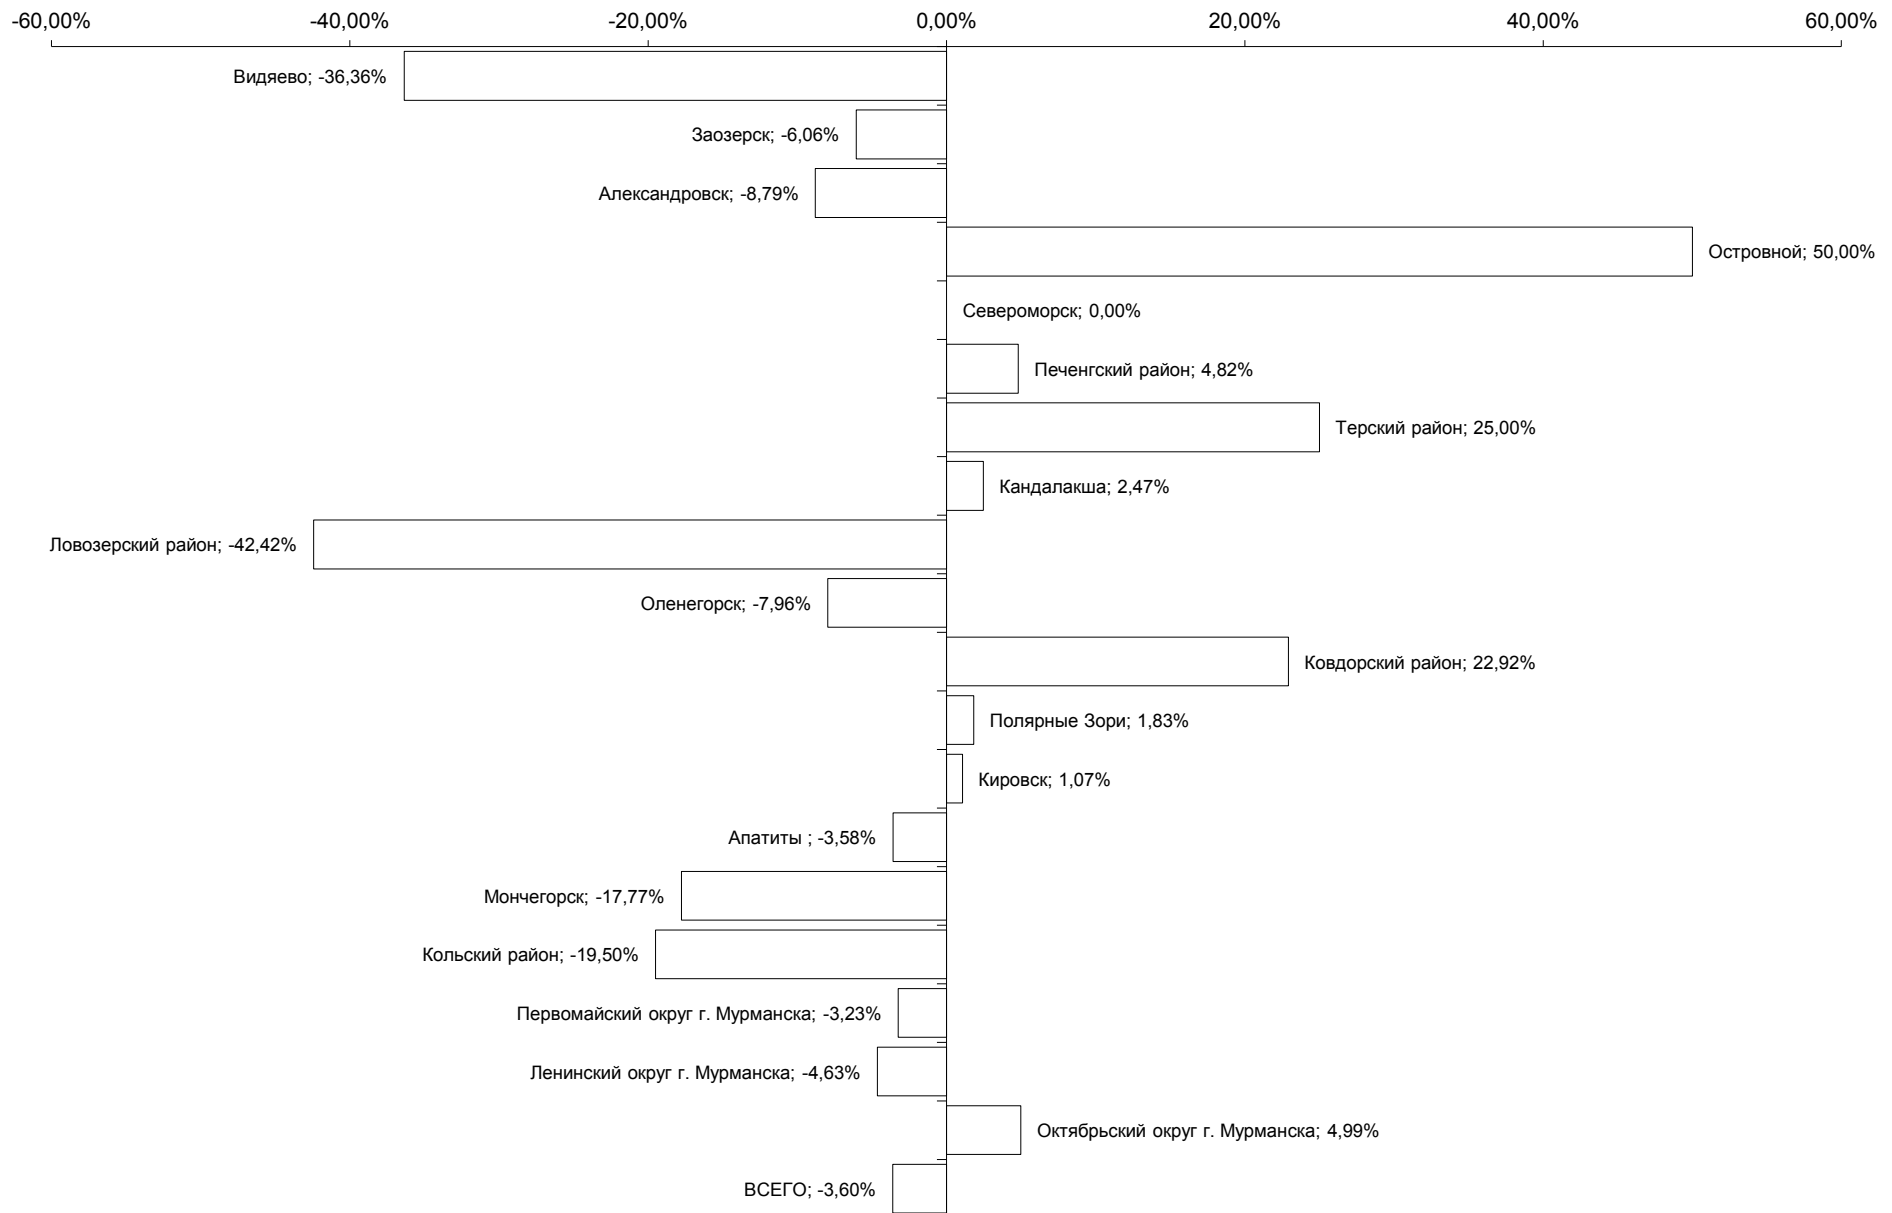 -60,00% -40,00% -20,00% 0,00% 20,00% 40,00% 60,00%
Видяево; -36,36%
Заозерск; -6,06%
Александровск; -8,79%
Островной; 50,00%
Североморск; 0,00%
Печенгский район; 4,82%
Терский район; 25,00%
Кандалакша; 2,47%
Ловозерский район; -42,42%
Оленегорск; -7,96%
Ковдорский район; 22,92%
Полярные Зори; 1,83%
Кировск; 1,07%
Апатиты ; -3,58%
Мончегорск; -17,77%
Кольский район; -19,50%
Первомайский округ г. Мурманска; -3,23%
Ленинский округ г. Мурманска; -4,63%
Октябрьский округ г. Мурманска; 4,99%
ВСЕГО; -3,60%